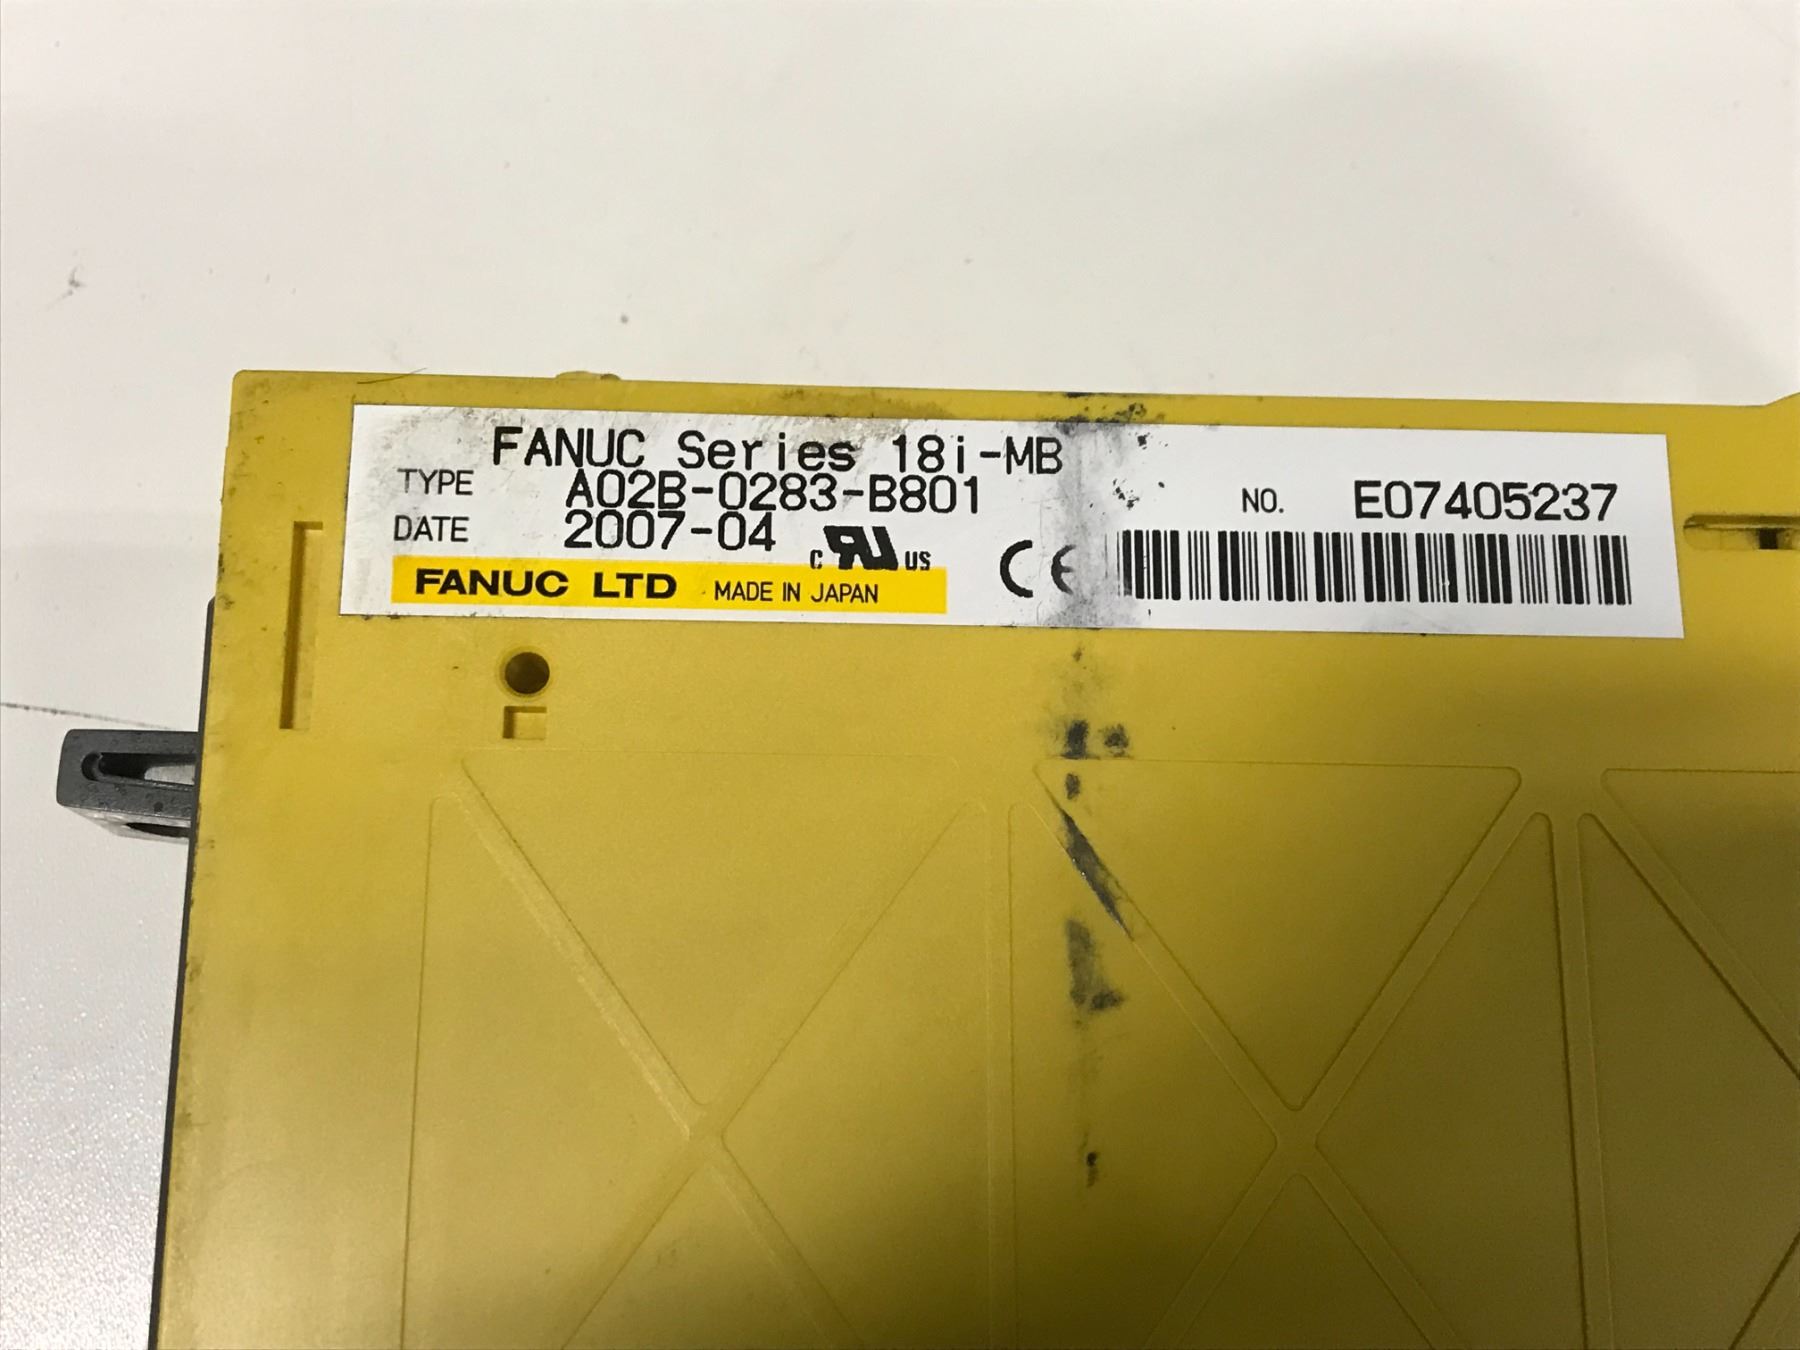 FANUC Series 18i-MB
TYPE A02B-0283-B801
NO. E07405237
DATE 2007-04
c RU US
CE
FANUC LTD MADE IN JAPAN